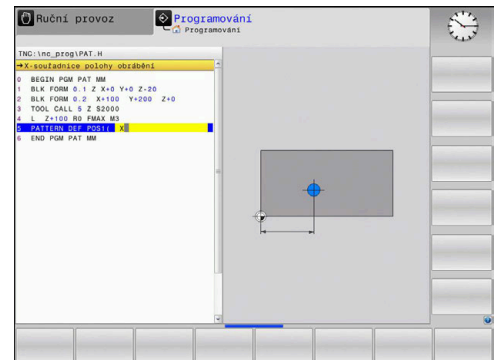 Ruční provoz
Programování
Programování
TNC:\nc_prog\PAT.H
→X-souřadnice polohy obrábění
0 BEGIN PGM PAT MM
1 BLK FORM 0.1 Z X+0 Y+0 Z-20
2 BLK FORM 0.2 X+100 Y+200 Z+0
3 TOOL CALL 5 Z S2000
4 L Z+100 R0 FMAX M3
5 PATTERN DEF POS1( X
6 END PGM PAT MM